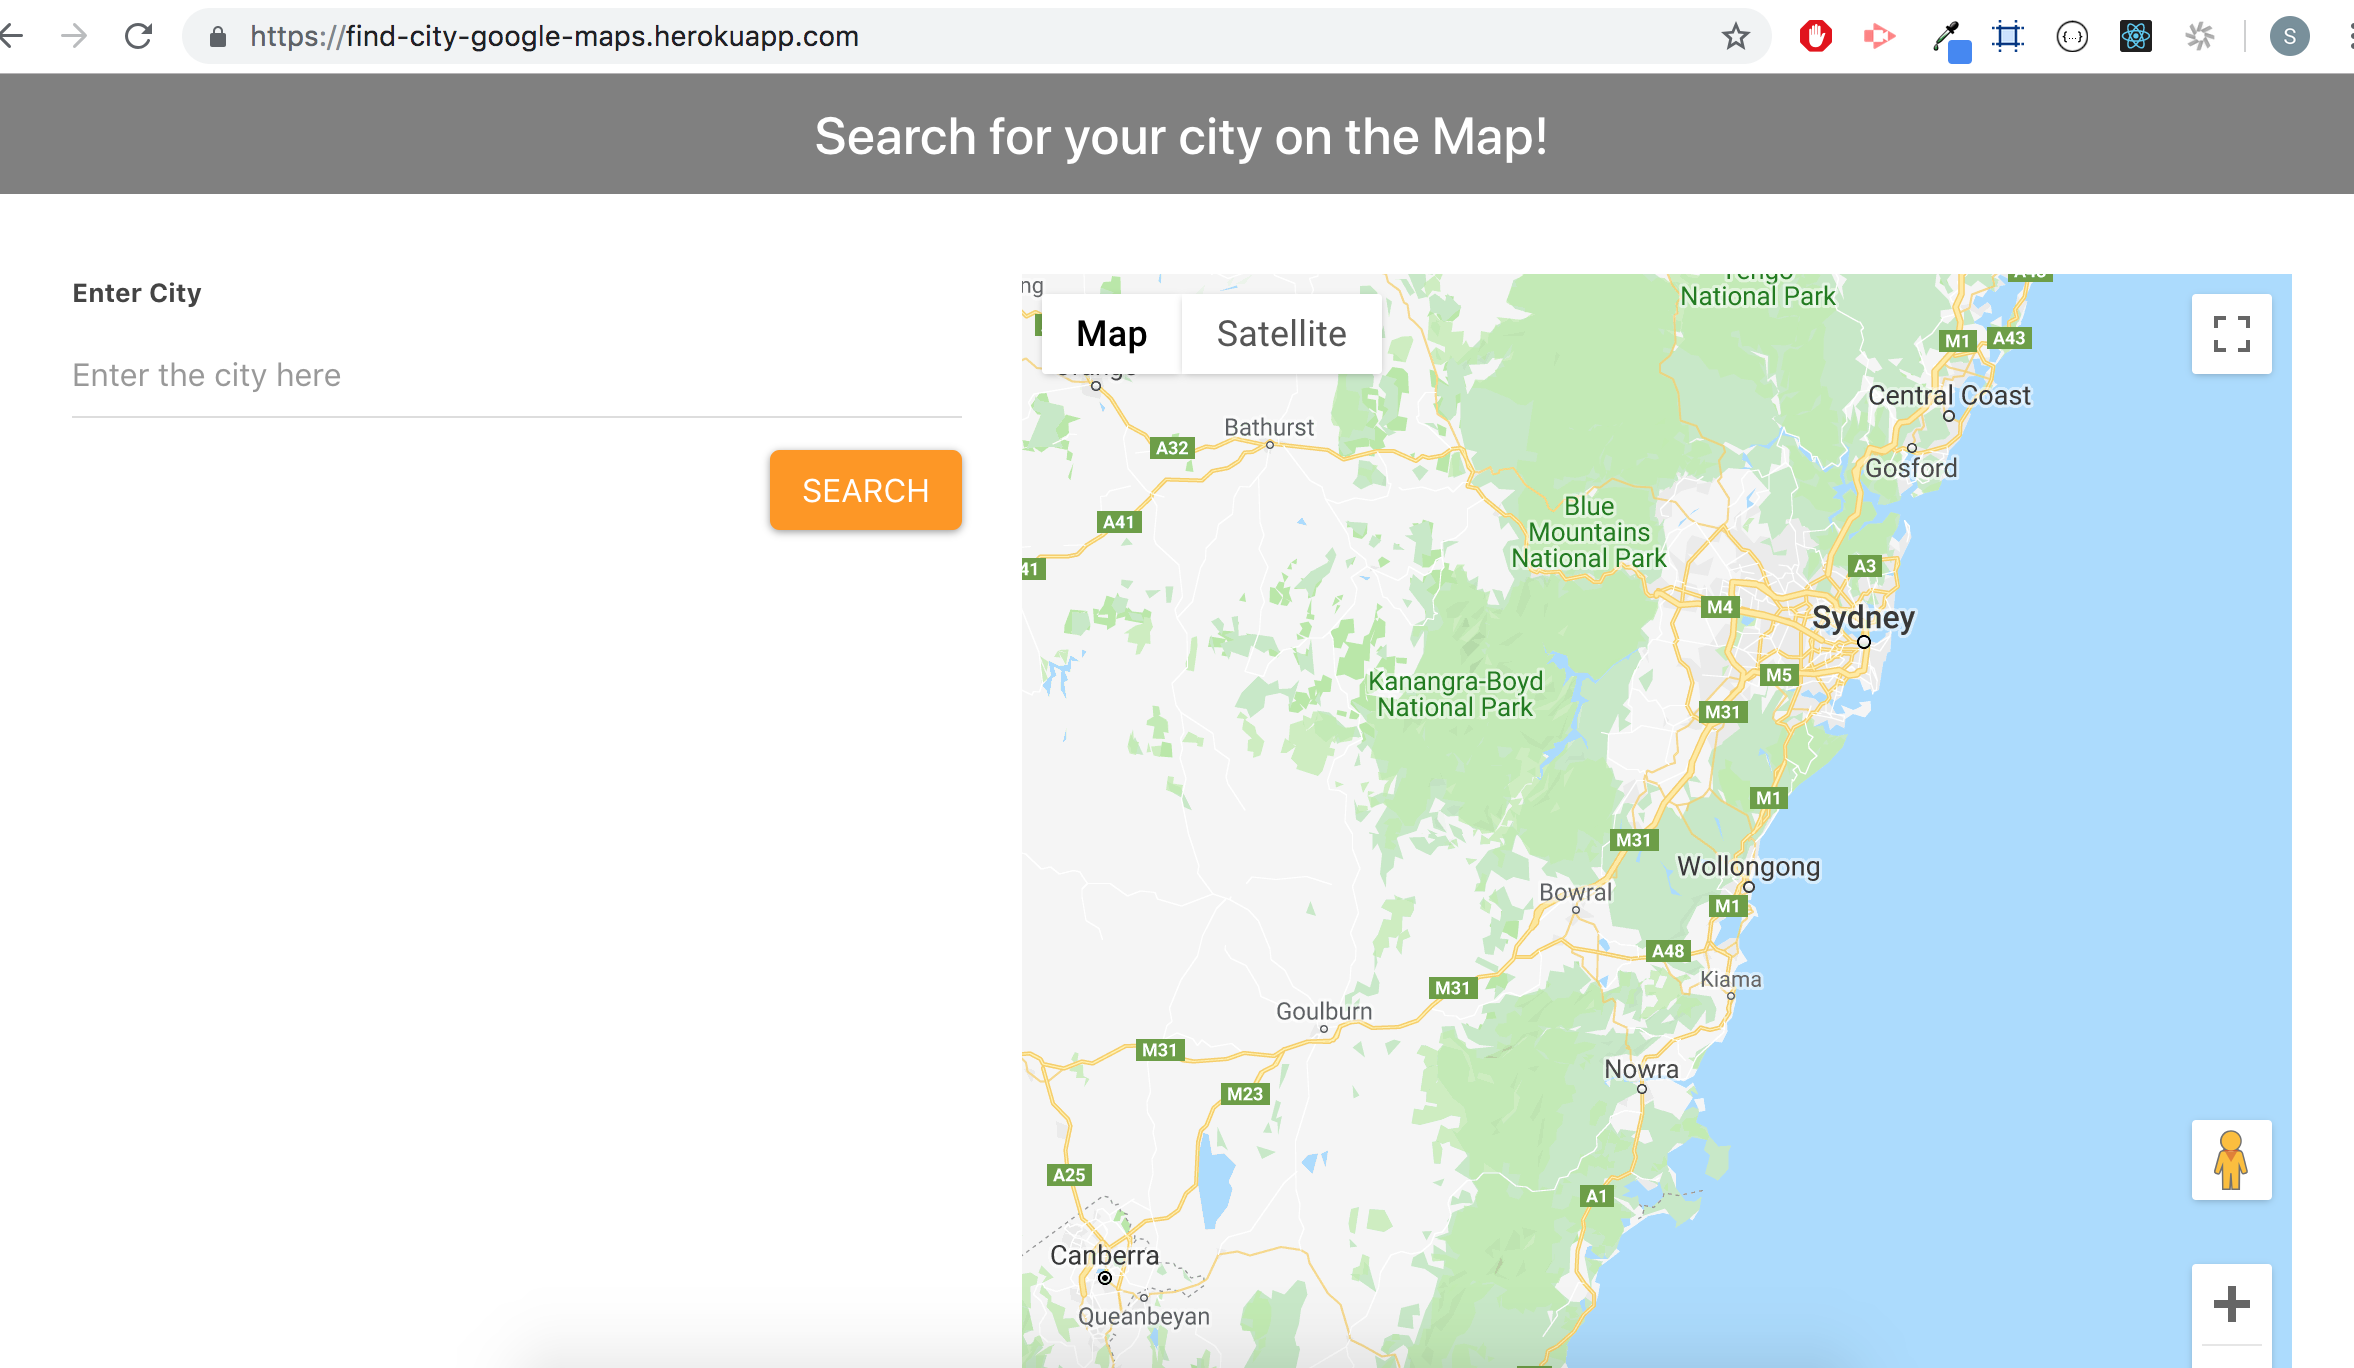 https://find-city-google-maps.herokuapp.com
S
Search for your city on the Map!
Enter City
Enter the city here
SEARCH
ng
Map
Satellite
National Park
M1
A43
Central Coast
Gosford
Bathurst
A32
A41
41
Blue
Mountains
National Park
A3
M4
Sydney
M5
Kanangra-Boyd
National Park
M31
M1
M31
Wollongong
Bowral
M1
A48
Kiama
M31
Goulburn
M31
Nowra
M23
A25
A1
Canberra
Queanbeyan